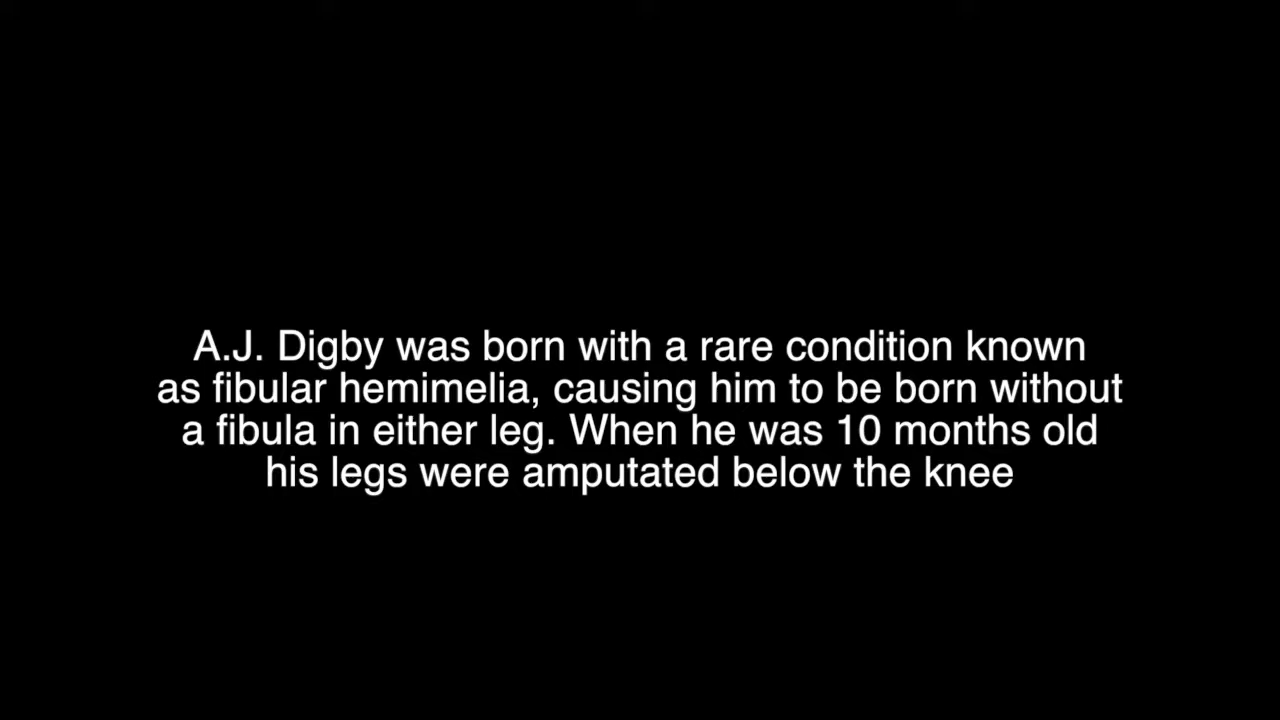 A.J. Digby was born with a rare condition known
as fibular hemimelia, causing him to be born without
a fibula in either leg. When he was 10 months old
his legs were amputated below the knee